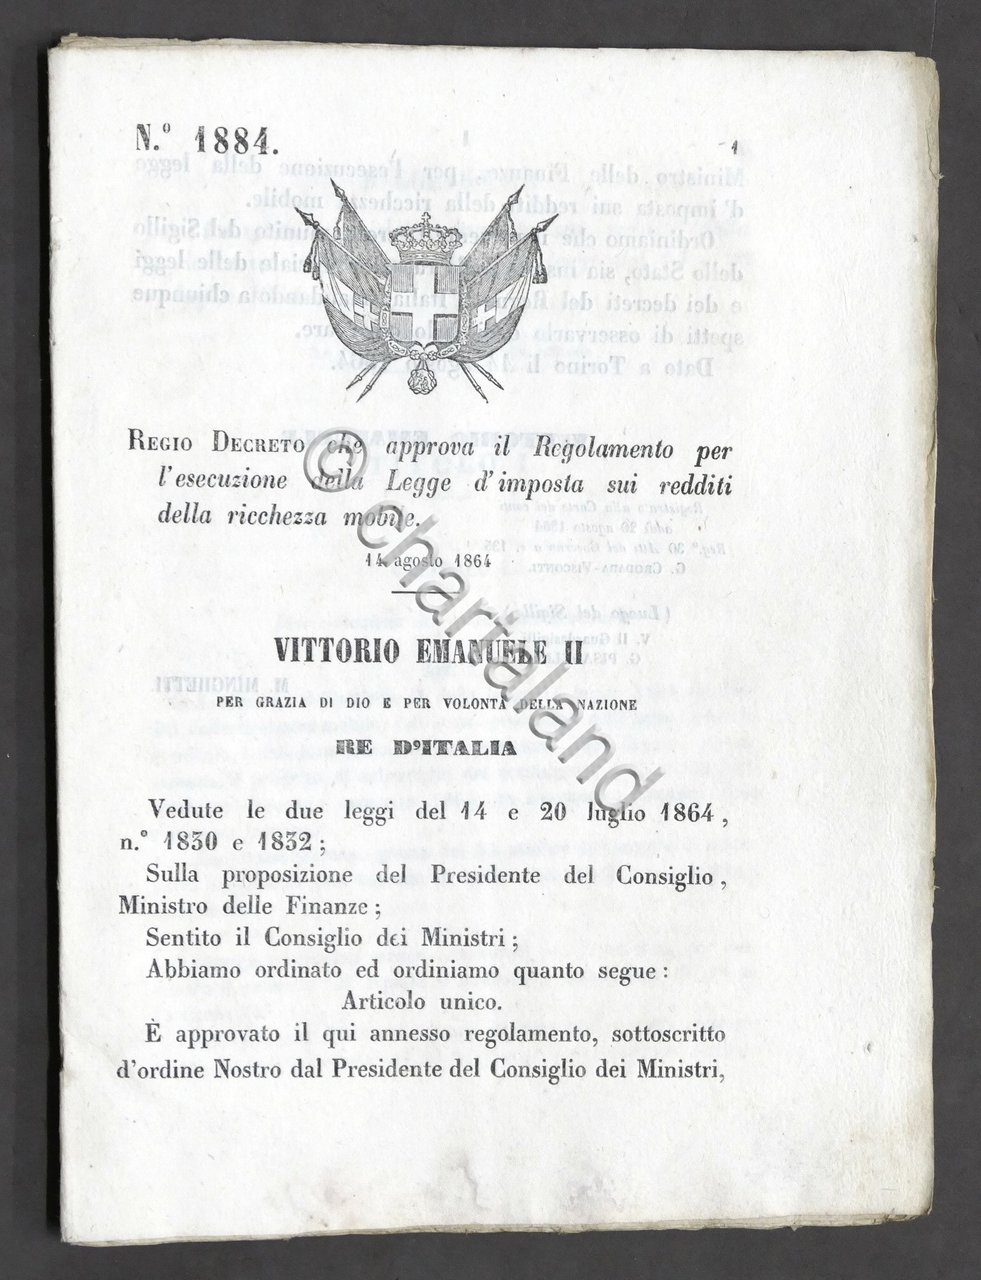 N.º 1884.
1
REGIO DECRETO che approva il Regolamento per
l'esecuzione della Legge d'imposta sui redditi
della ricchezza mobile.
14 agosto 1864
VITTORIO EMANUELE II
PER GRAZIA DI DIO E PER VOLONTÀ DELLA NAZIONE
RE D'ITALIA
Vedute le due leggi del 14 e 20 luglio 1864,
n.º 1830 e 1832;
Sulla proposizione del Presidente del Consiglio,
Ministro delle Finanze;
Sentito il Consiglio dei Ministri;
Abbiamo ordinato ed ordiniamo quanto segue:
Articolo unico.
È approvato il qui annesso regolamento, sottoscritto
d'ordine Nostro dal Presidente del Consiglio dei Ministri,
© chartaland